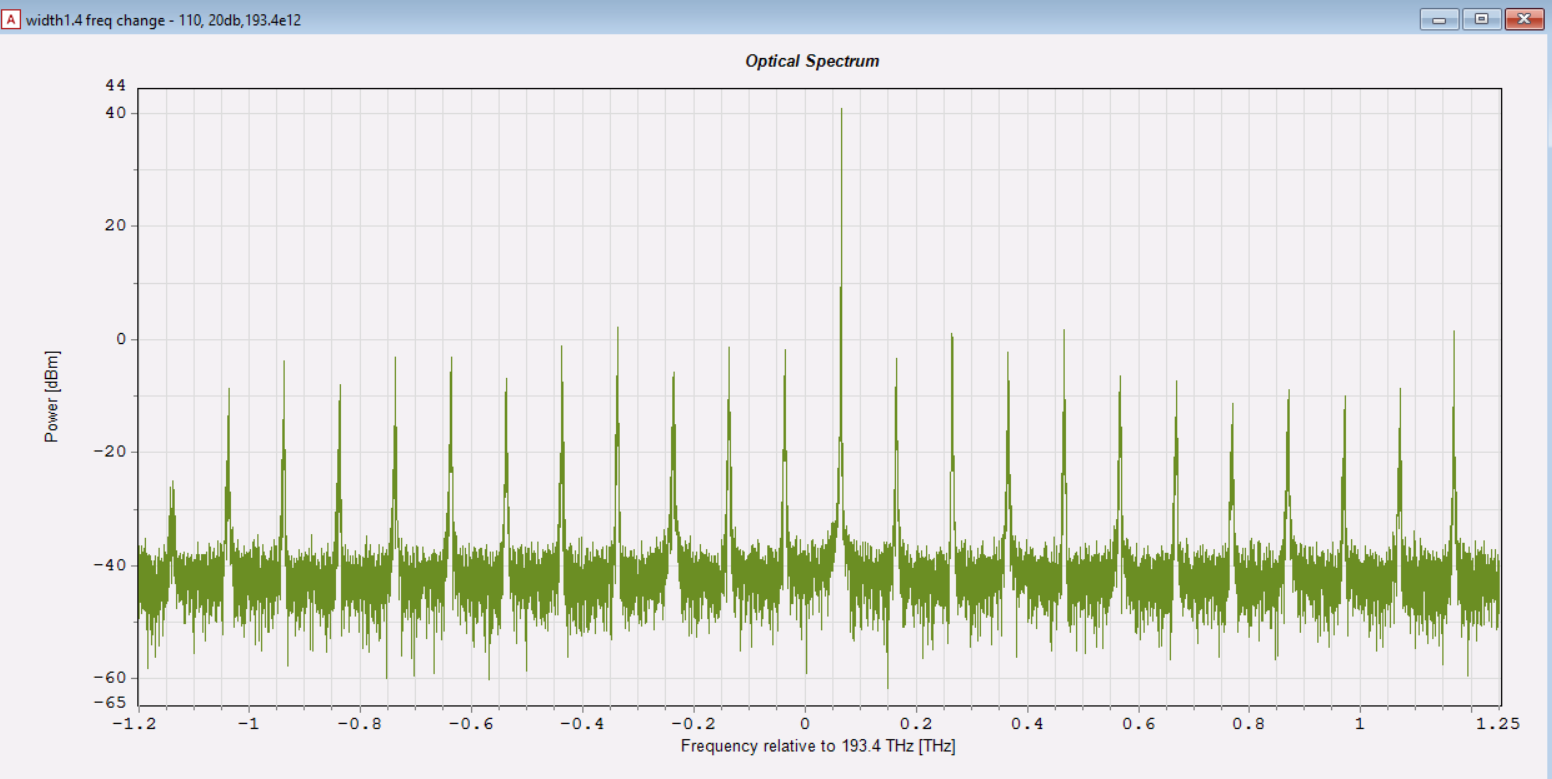 A width1.4 freq change - 110, 20db,193.4e12
Optical Spectrum
44
40
20
0
-20
-40
-60
-65
Power [dBm]
-1.2 -1 -0.8 -0.6 -0.4 -0.2 0 0.2 0.4 0.6 0.8 1 1.25
Frequency relative to 193.4 THz [THz]